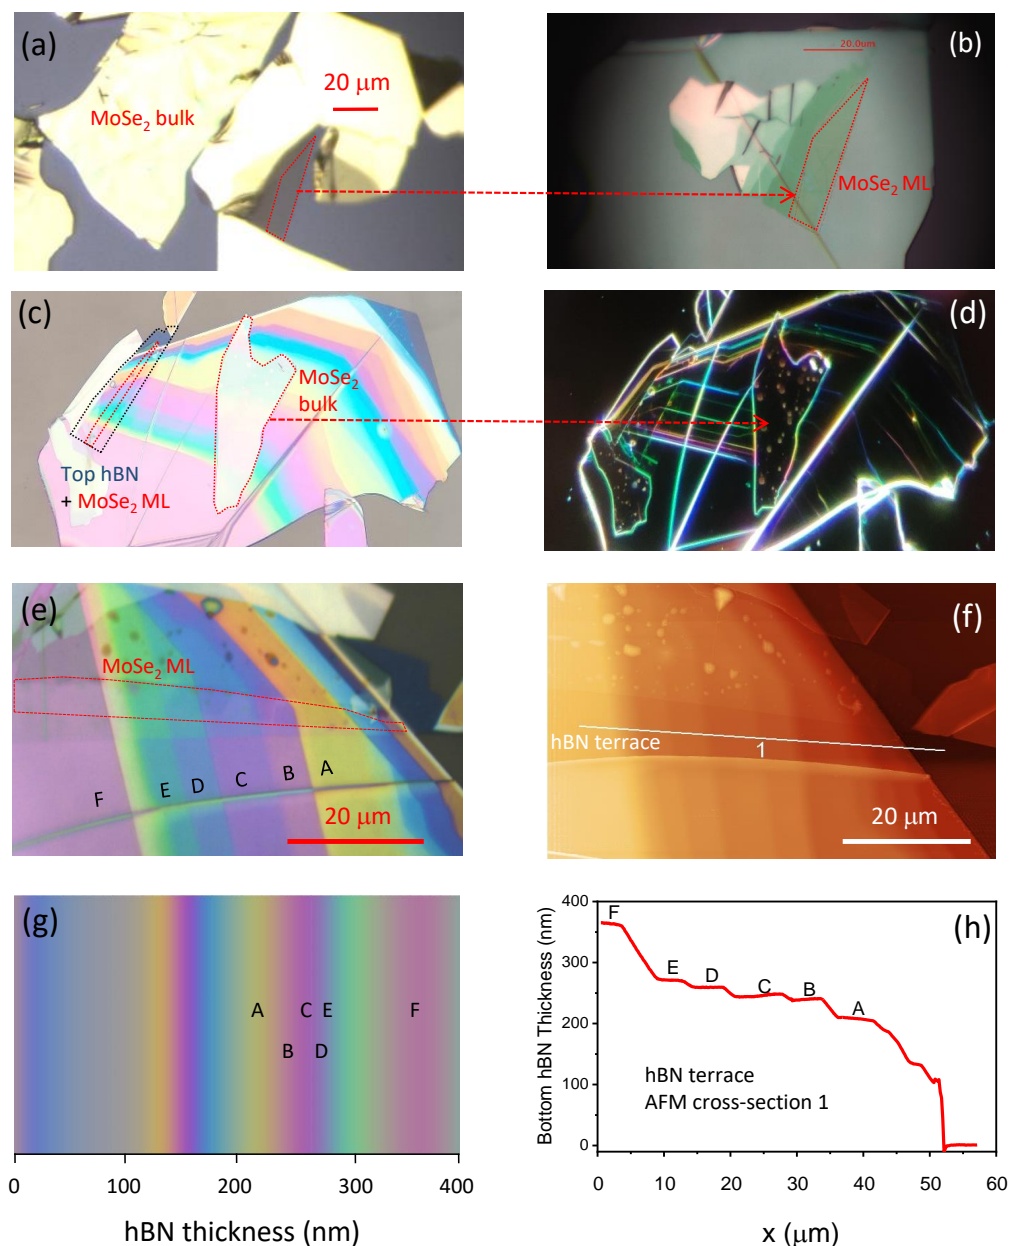 (a)
MoSe₂ bulk
20 μm
(b)
20.0um
MoSe₂ ML
(c)
MoSe₂
bulk
Top hBN
+ MoSe₂ ML
(d)
(e)
MoSe₂ ML
F E D C B A
20 μm
(f)
hBN terrace
1
20 μm
(g)
A C E F
B D
0 100 200 300 400
hBN thickness (nm)
(h)
Bottom hBN Thickness (nm)
400
300
200
100
0
F
E D C B A
hBN terrace
AFM cross-section 1
0 10 20 30 40 50 60
x (μm)